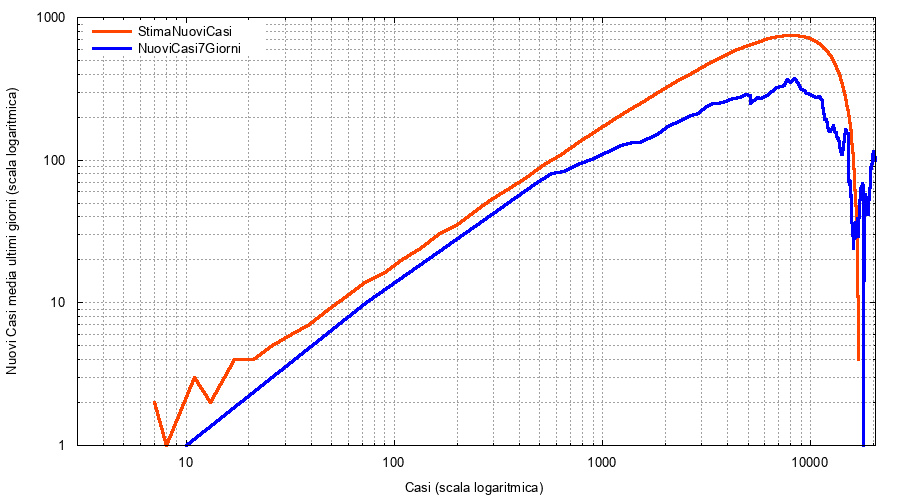 1000
StimaNuoviCasi
NuoviCasi7Giorni
100
10
1
Nuovi Casi media ultimi giorni (scala logaritmica)
10
100
1000
10000
Casi (scala logaritmica)